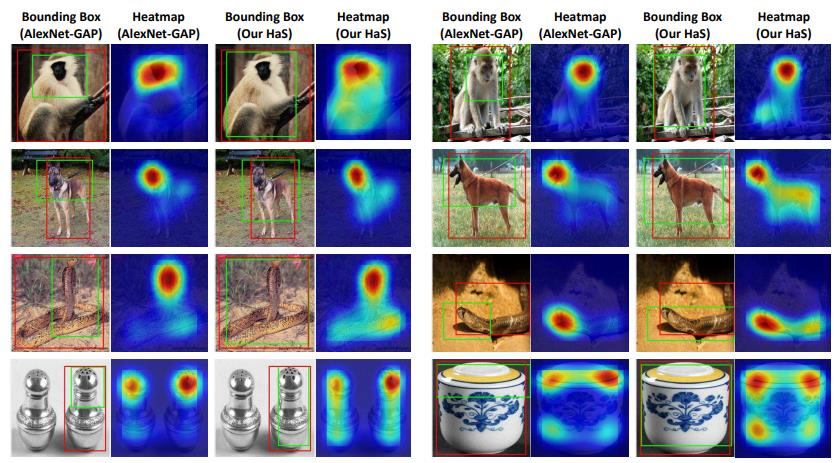 Bounding Box Heatmap Bounding Box Heatmap Bounding Box Heatmap Bounding Box Heatmap
(AlexNet-GAP) (AlexNet-GAP) (Our HaS) (Our HaS) (AlexNet-GAP) (AlexNet-GAP) (Our HaS) (Our HaS)